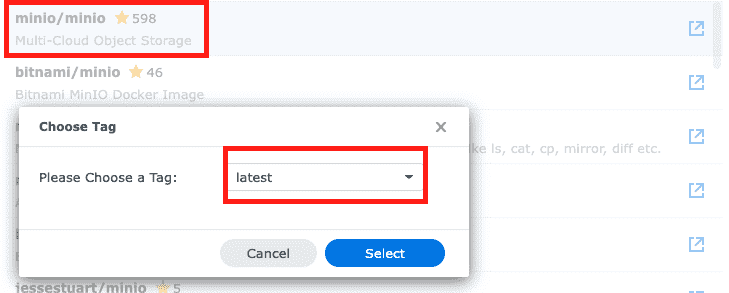 minio/minio 598
Multi-Cloud Object Storage
bitnami/minio 46
Bitnami MinIO Docker Image
Choose Tag
ke ls, cat, cp, mirror, diff etc.
Please Choose a Tag:
latest
Cancel
Select
jessestuart/minio 5